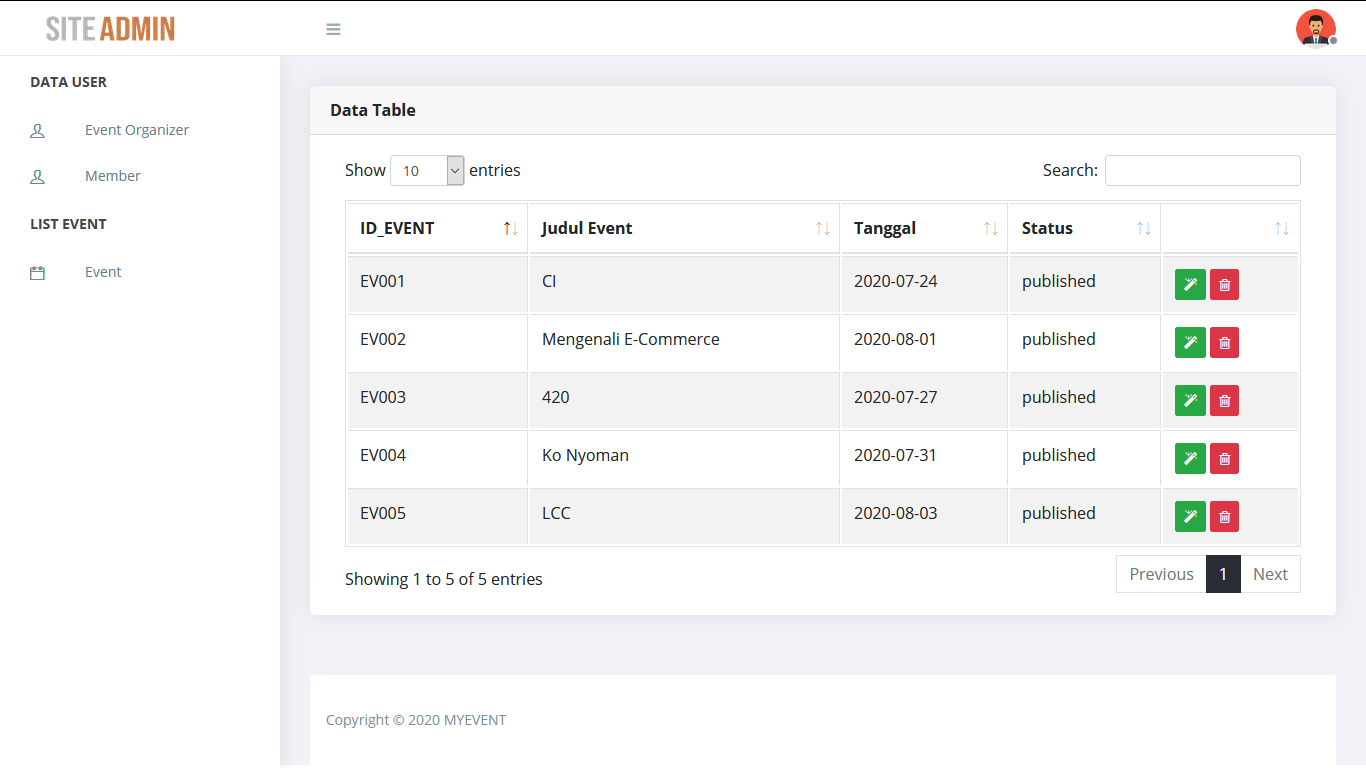 SITE ADMIN
DATA USER
Event Organizer
Member
LIST EVENT
Event
Data Table
Show 10 entries
Search:
ID_EVENT Judul Event Tanggal Status
EV001 CI 2020-07-24 published
EV002 Mengenali E-Commerce 2020-08-01 published
EV003 420 2020-07-27 published
EV004 Ko Nyoman 2020-07-31 published
EV005 LCC 2020-08-03 published
Showing 1 to 5 of 5 entries
Previous 1 Next
Copyright © 2020 MYEVENT